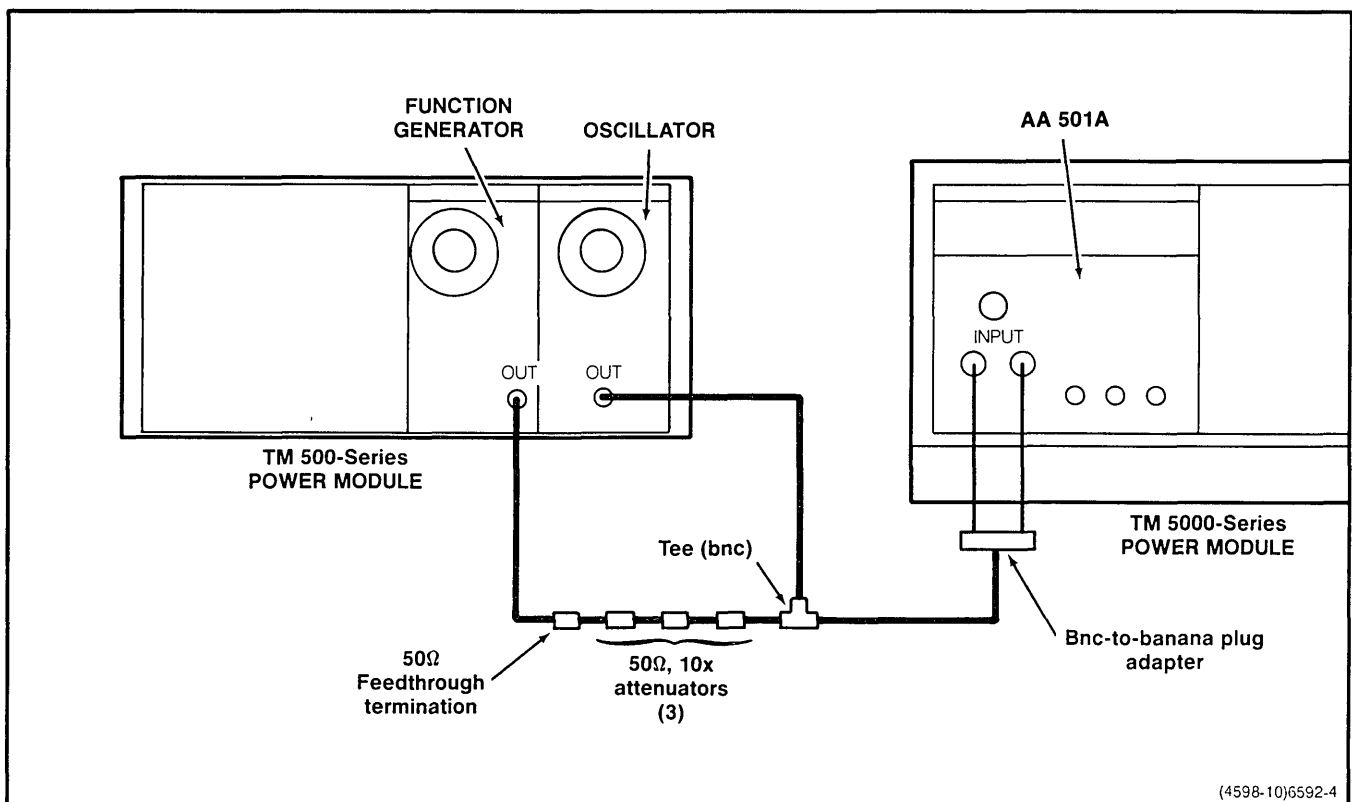 FUNCTION
GENERATOR
OSCILLATOR
AA 501A
INPUT
OUT
OUT
TM 500-Series
POWER MODULE
TM 5000-Series
POWER MODULE
Tee (bnc)
Bnc-to-banana plug
adapter
50Ω
Feedthrough
termination
50Ω, 10x
attenuators
(3)
(4598-10)6592-4